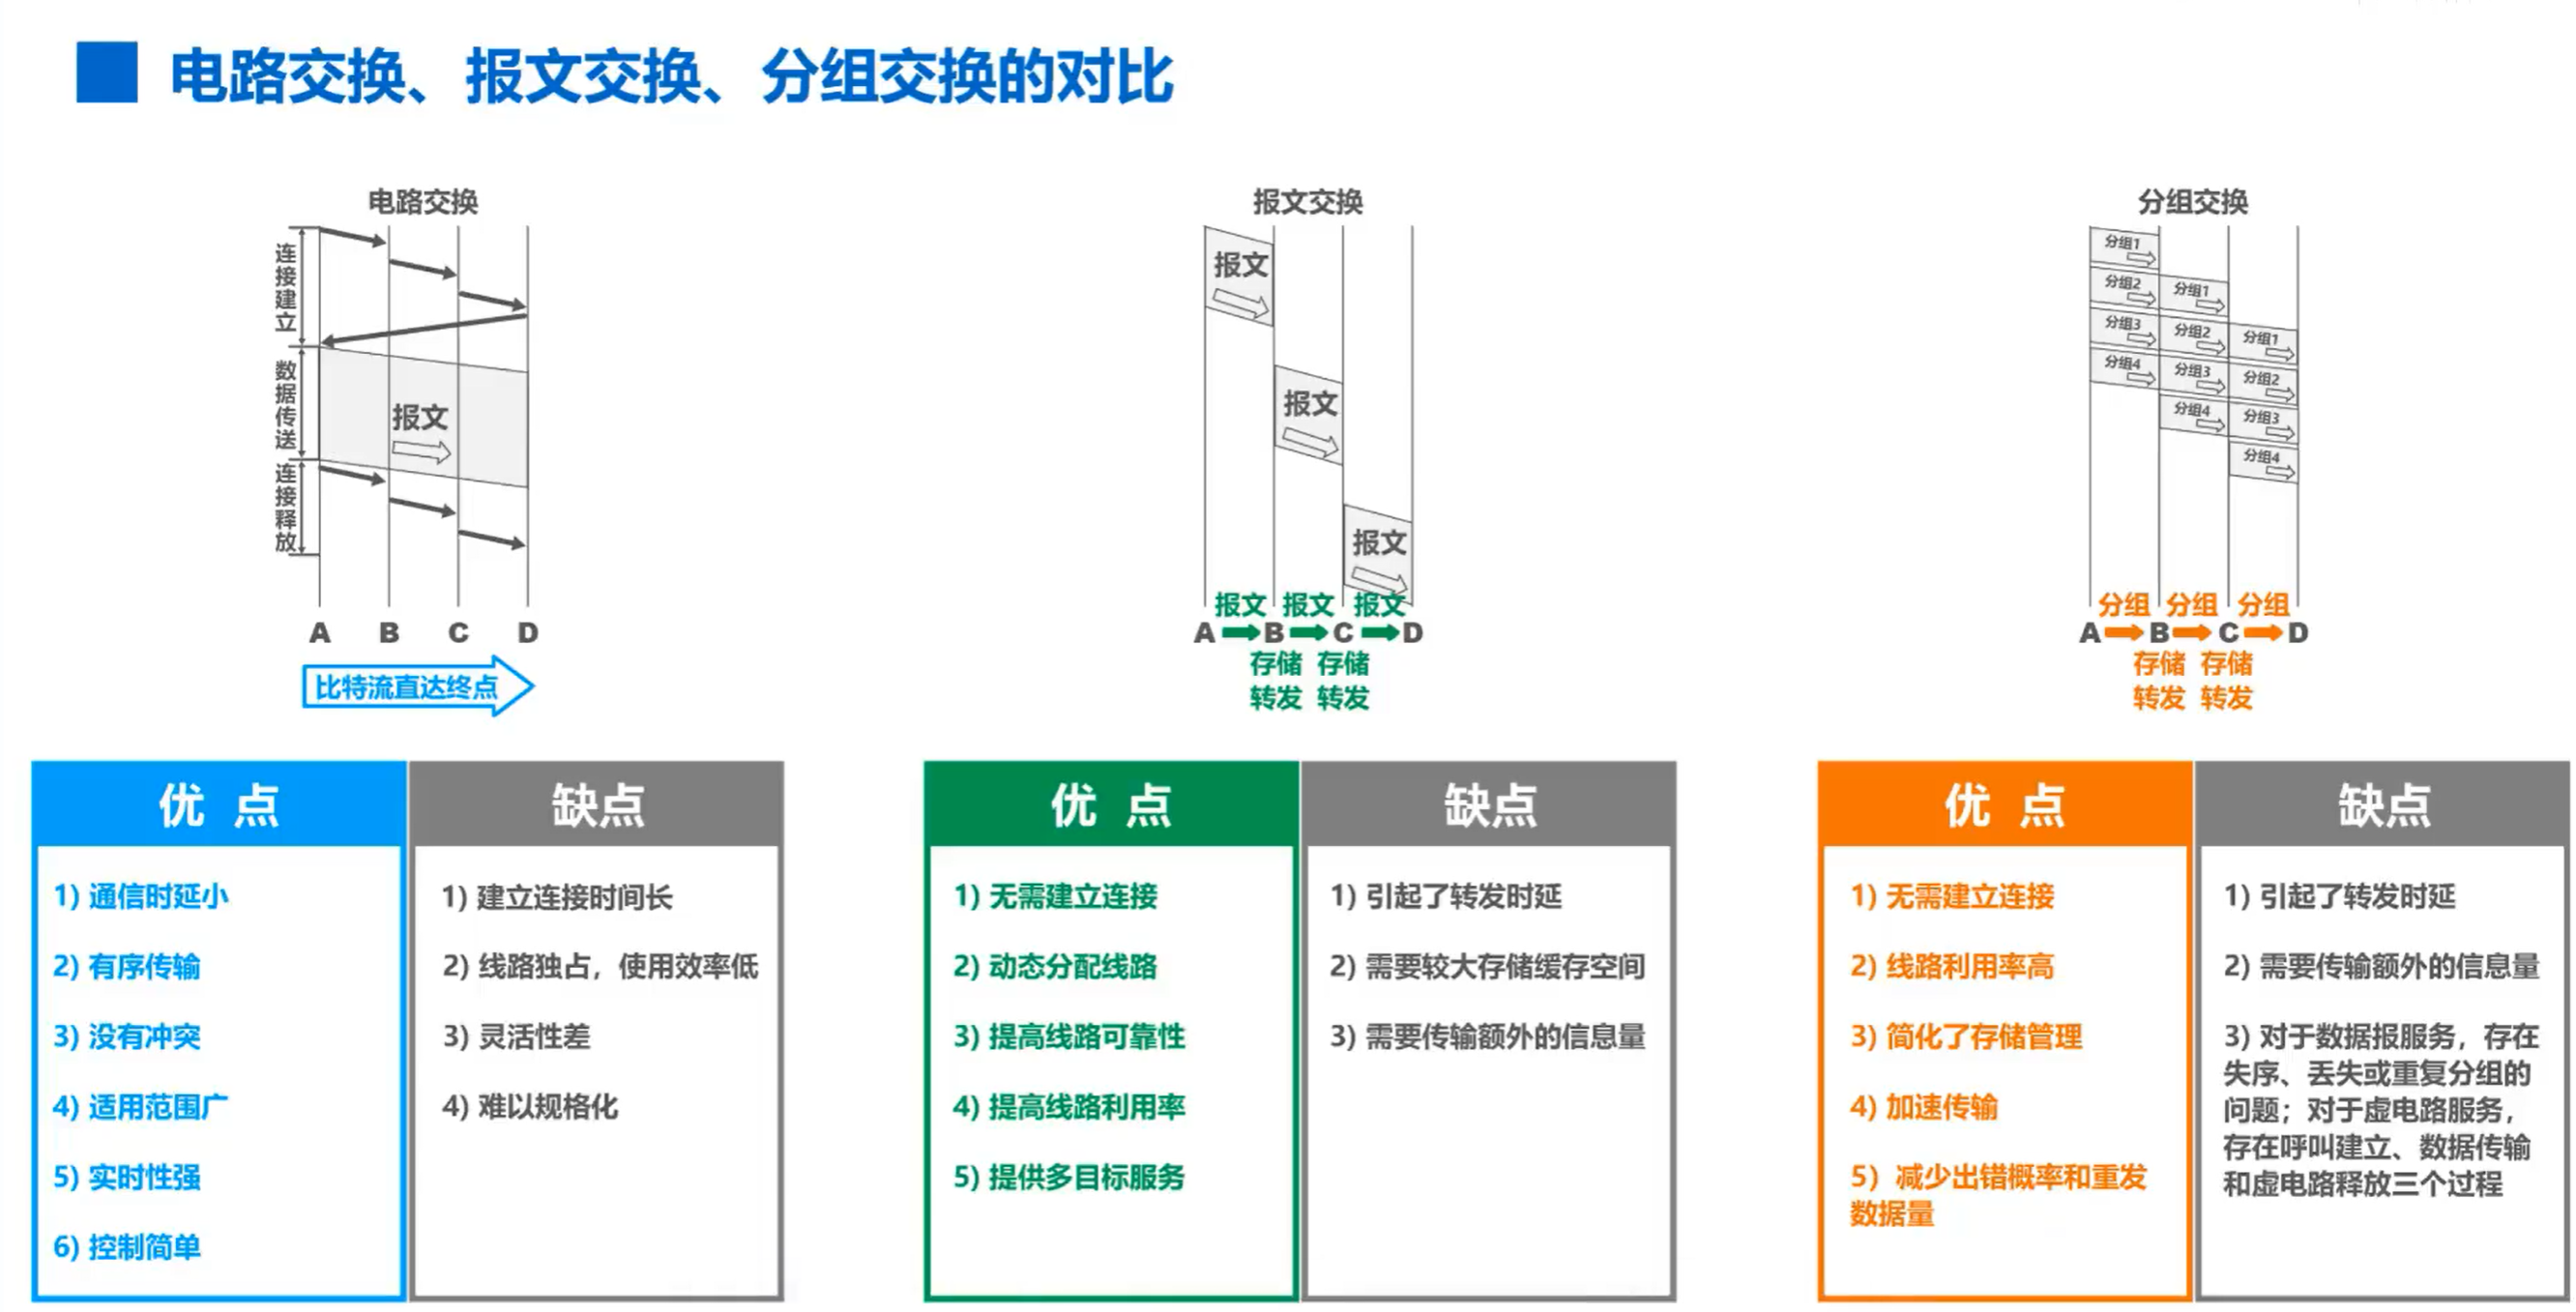 电路交换、报文交换、分组交换的对比
电路交换
连接建立
数据传送
连接释放
报文
A B C D
比特流直达终点
报文交换
报文
报文
报文
报文 报文 报文
A B C D
存储 存储
转发 转发
分组交换
分组1
分组2 分组1
分组3 分组2 分组1
分组4 分组3 分组2
分组4 分组3
分组4
分组 分组 分组
A B C D
存储 存储
转发 转发
优 点
1) 通信时延小
2) 有序传输
3) 没有冲突
4) 适用范围广
5) 实时性强
6) 控制简单
缺点
1) 建立连接时间长
2) 线路独占，使用效率低
3) 灵活性差
4) 难以规格化
优 点
1) 无需建立连接
2) 动态分配线路
3) 提高线路可靠性
4) 提高线路利用率
5) 提供多目标服务
缺点
1) 引起了转发时延
2) 需要较大存储缓存空间
3) 需要传输额外的信息量
优 点
1) 无需建立连接
2) 线路利用率高
3) 简化了存储管理
4) 加速传输
5) 减少出错概率和重发
数据量
缺点
1) 引起了转发时延
2) 需要传输额外的信息量
3) 对于数据报服务，存在
失序、丢失或重复分组的
问题；对于虚电路服务，
存在呼叫建立、数据传输
和虚电路释放三个过程